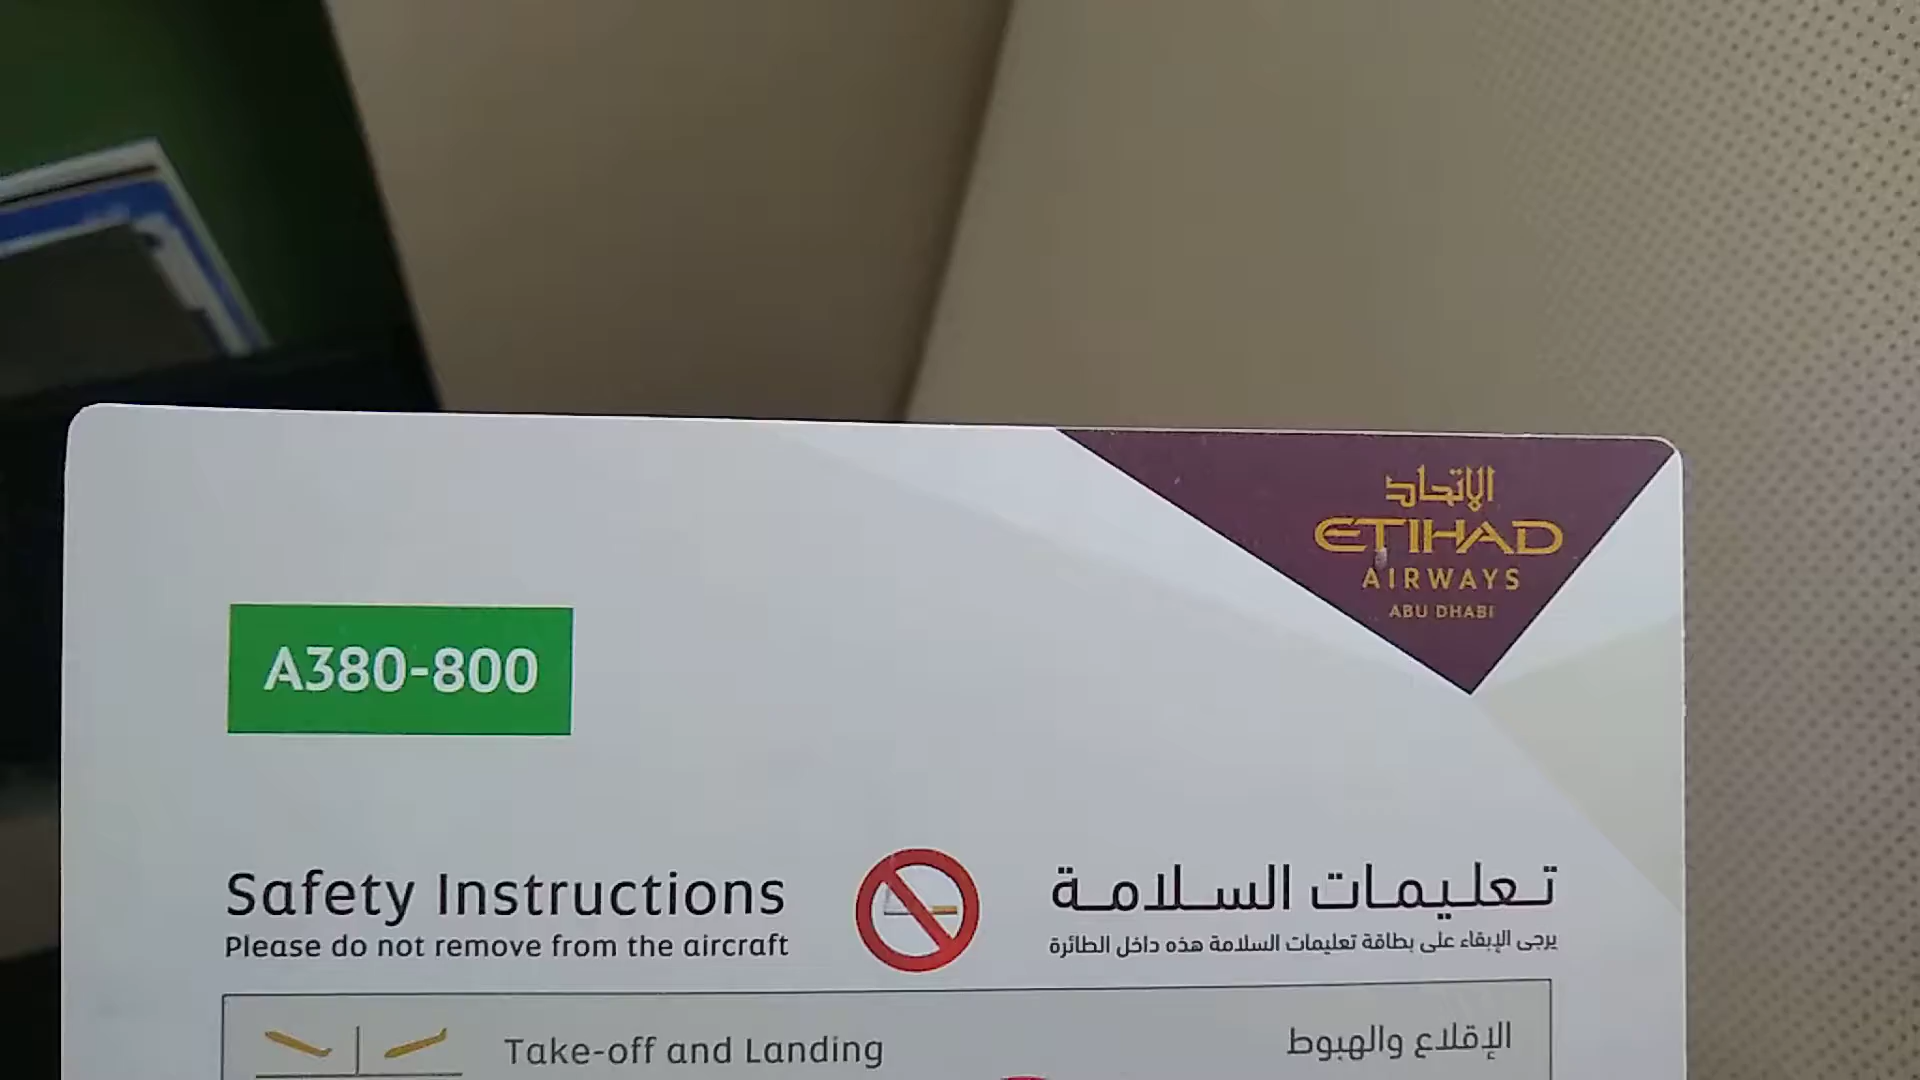 الإتحاد
ETIHAD
AIRWAYS
ABU DHABI
A380-800
Safety Instructions
تعليمات السلامة
Please do not remove from the aircraft
يرجى الإبقاء على بطاقة تعليمات السلامة هذه داخل الطائرة
Take-off and Landing
الإقلاع والهبوط